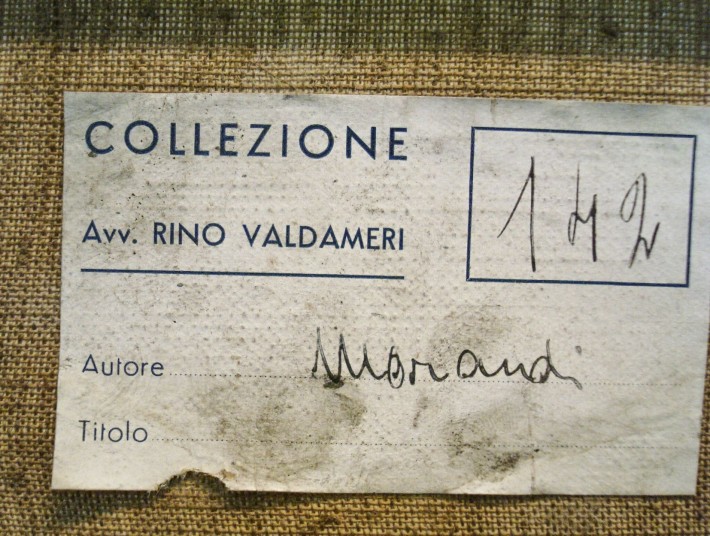 COLLEZIONE
142
Avv. RINO VALDAMERI
Autore Morandi
Titolo